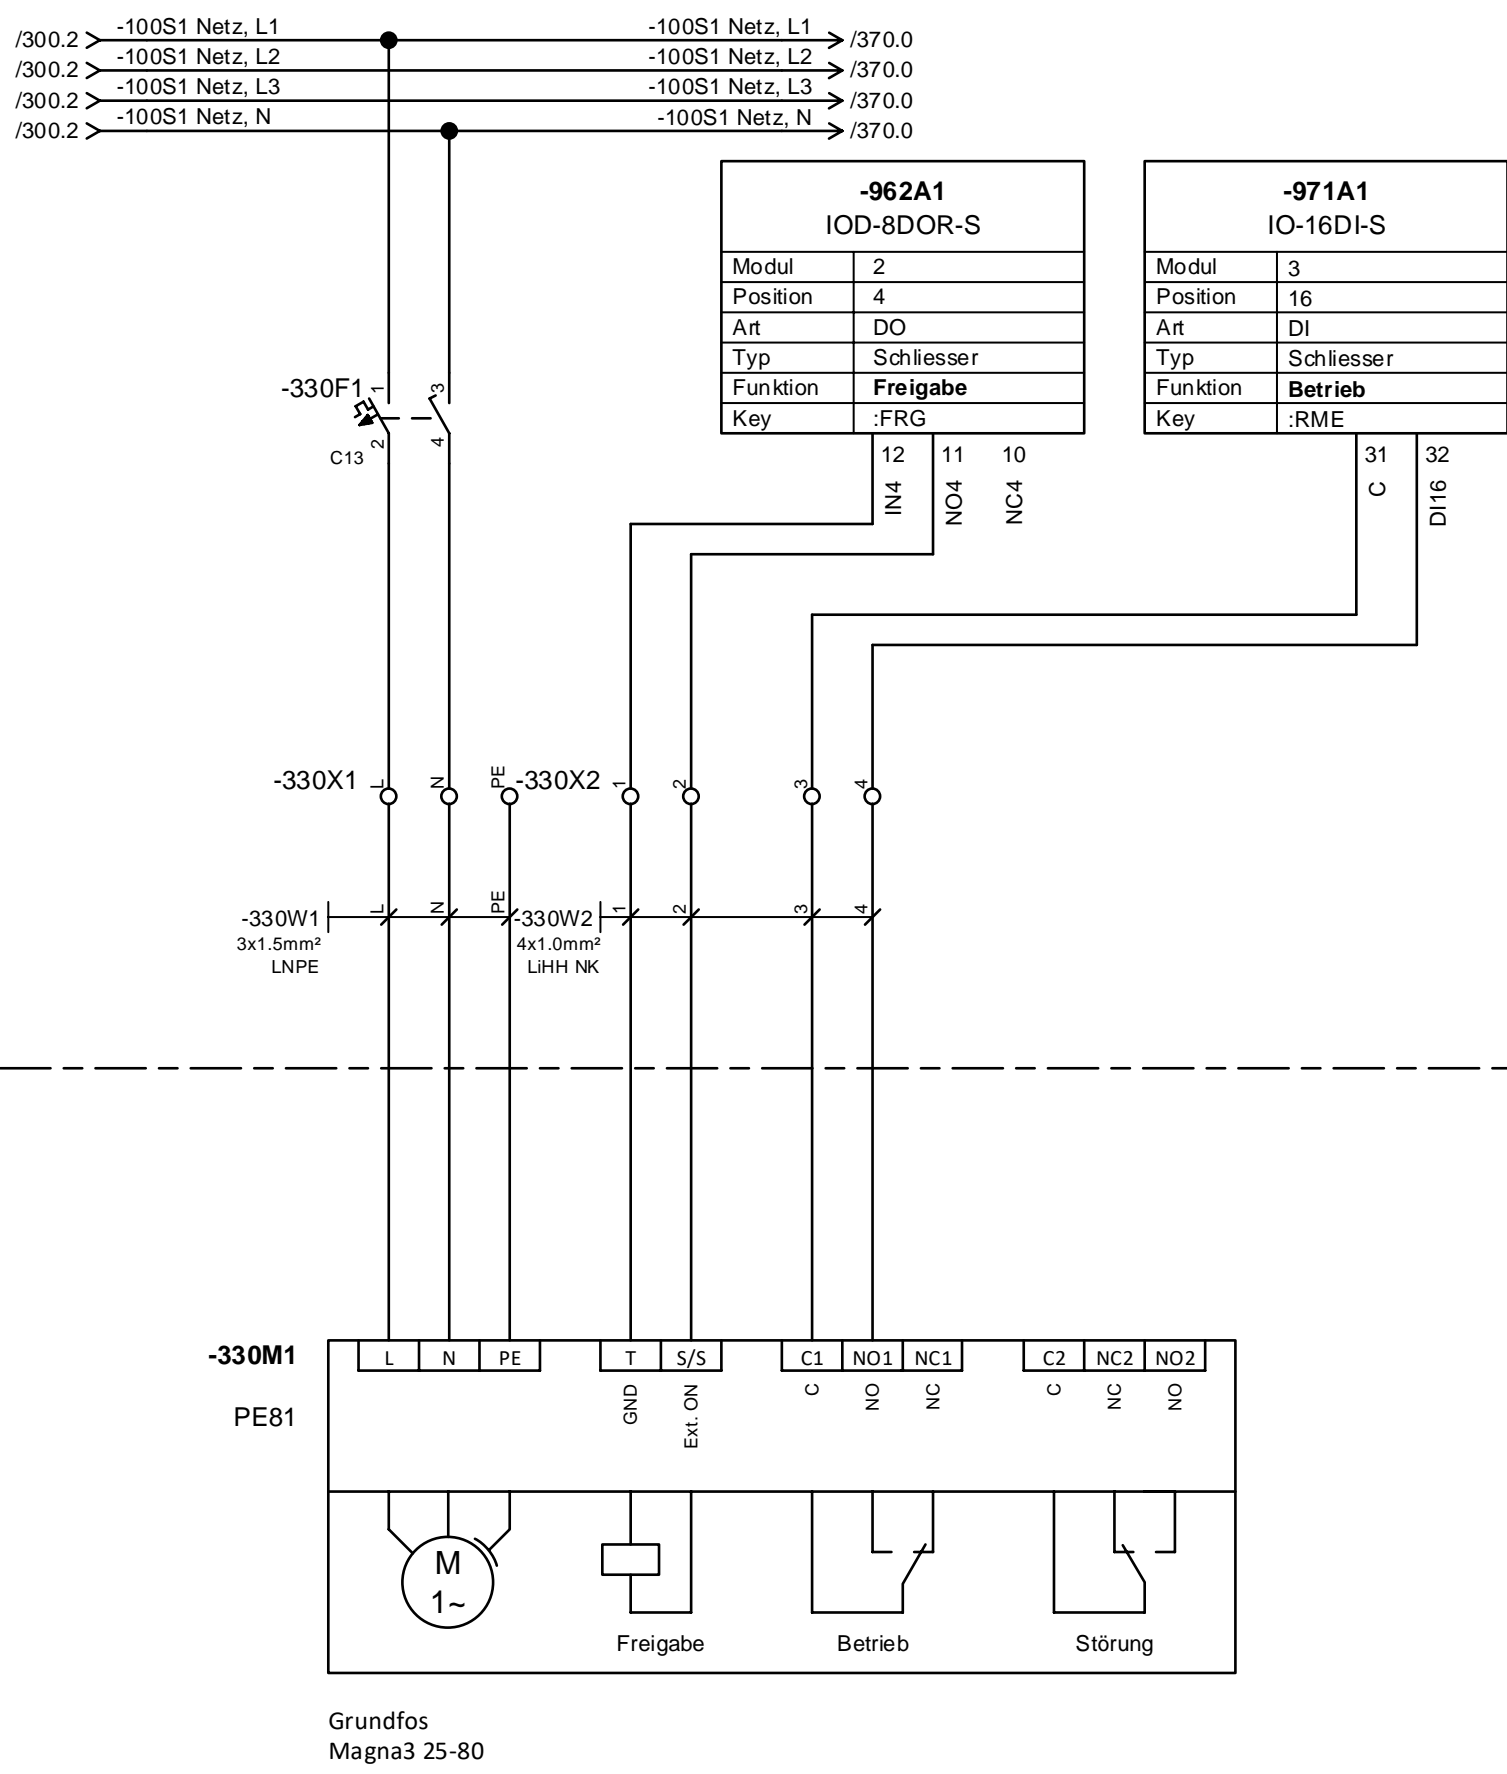 /300.2 -100S1 Netz, L1 -100S1 Netz, L1 /370.0
/300.2 -100S1 Netz, L2 -100S1 Netz, L2 /370.0
/300.2 -100S1 Netz, L3 -100S1 Netz, L3 /370.0
/300.2 -100S1 Netz, N -100S1 Netz, N /370.0
-962A1
IOD-8DOR-S
Modul 2
Position 4
Art DO
Typ Schliesser
Funktion Freigabe
Key :FRG
12 11 10
IN4 NO4 NC4
-971A1
IO-16DI-S
Modul 3
Position 16
Art DI
Typ Schliesser
Funktion Betrieb
Key :RME
31 32
C DI16
-330F1 1 3
2 4
C13
-330X1 L N PE -330X2 1 2 3 4
-330W1 L N PE -330W2 1 2 3 4
3x1.5mm² 4x1.0mm²
LNPE LiHH NK
-330M1 L N PE T S/S C1 NO1 NC1 C2 NC2 NO2
GND Ext. ON C NO NC C NC NO
PE81
M
1~
Freigabe Betrieb Störung
Grundfos
Magna3 25-80